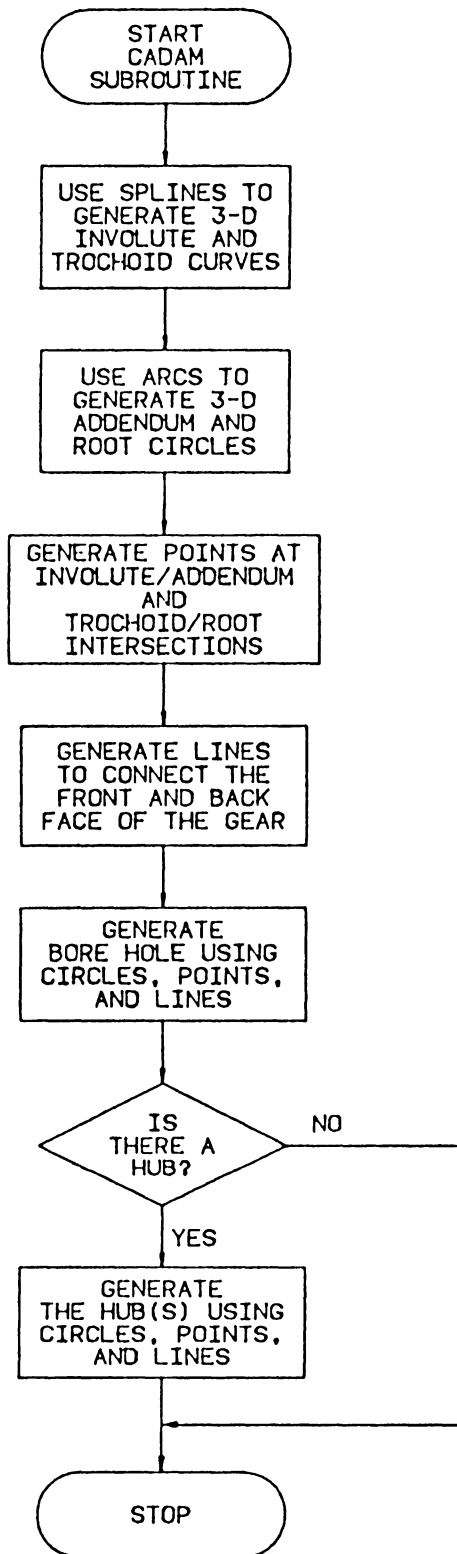 START
CADAM
SUBROUTINE
USE SPLINES TO
GENERATE 3-D
INVOLUTE AND
TROCHOID CURVES
USE ARCS TO
GENERATE 3-D
ADDENDUM AND
ROOT CIRCLES
GENERATE POINTS AT
INVOLUTE/ADDENDUM
AND
TROCHOID/ROOT
INTERSECTIONS
GENERATE LINES
TO CONNECT THE
FRONT AND BACK
FACE OF THE GEAR
GENERATE
BORE HOLE USING
CIRCLES, POINTS,
AND LINES
IS
THERE A
HUB?
NO
YES
GENERATE
THE HUB(S) USING
CIRCLES, POINTS,
AND LINES
STOP